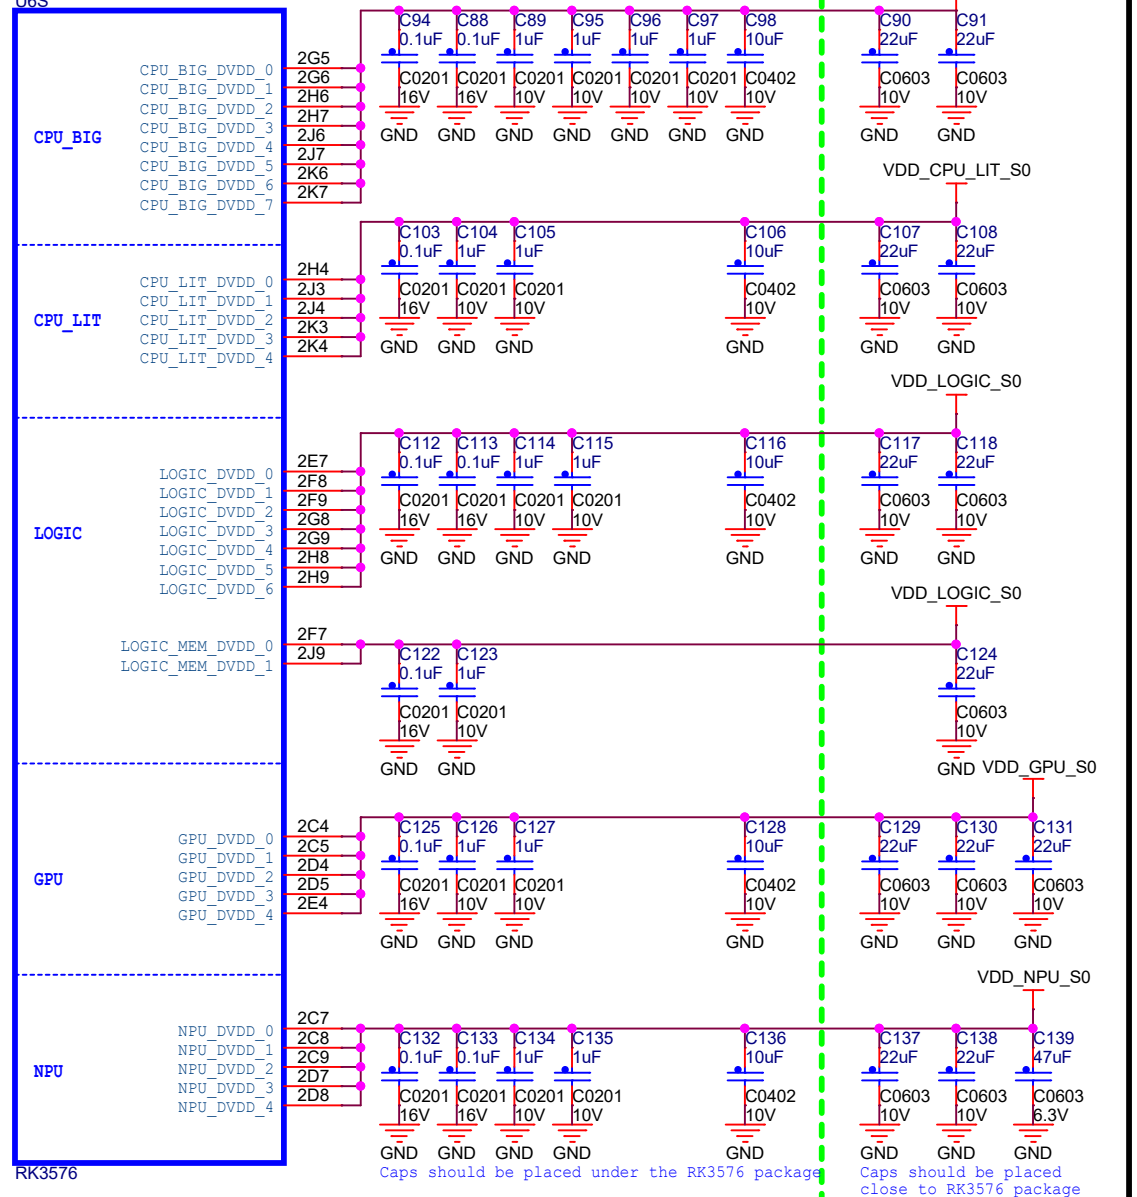 U6S
C94 C88 C89 C95 C96 C97 C98 C90 C91
0.1uF 0.1uF 1uF 1uF 1uF 1uF 10uF 22uF 22uF
C0201 C0201 C0201 C0201 C0201 C0201 C0402 C0603 C0603
16V 16V 10V 10V 10V 10V 10V 10V 10V
GND GND GND GND GND GND GND GND GND
CPU_BIG
CPU_BIG_DVDD_0 2G5
CPU_BIG_DVDD_1 2G6
CPU_BIG_DVDD_2 2H6
CPU_BIG_DVDD_3 2H7
CPU_BIG_DVDD_4 2J6
CPU_BIG_DVDD_5 2J7
CPU_BIG_DVDD_6 2K6
CPU_BIG_DVDD_7 2K7
VDD_CPU_LIT_S0
C103 C104 C105 C106 C107 C108
0.1uF 1uF 1uF 10uF 22uF 22uF
C0201 C0201 C0201 C0402 C0603 C0603
16V 10V 10V 10V 10V 10V
GND GND GND GND GND GND
CPU_LIT
CPU_LIT_DVDD_0 2H4
CPU_LIT_DVDD_1 2J3
CPU_LIT_DVDD_2 2J4
CPU_LIT_DVDD_3 2K3
CPU_LIT_DVDD_4 2K4
VDD_LOGIC_S0
C112 C113 C114 C115 C116 C117 C118
0.1uF 0.1uF 1uF 1uF 10uF 22uF 22uF
C0201 C0201 C0201 C0201 C0402 C0603 C0603
16V 16V 10V 10V 10V 10V 10V
GND GND GND GND GND GND GND
LOGIC
LOGIC_DVDD_0 2E7
LOGIC_DVDD_1 2F8
LOGIC_DVDD_2 2F9
LOGIC_DVDD_3 2G8
LOGIC_DVDD_4 2G9
LOGIC_DVDD_5 2H8
LOGIC_DVDD_6 2H9
VDD_LOGIC_S0
LOGIC_MEM_DVDD_0 2F7
LOGIC_MEM_DVDD_1 2J9
C122 C123 C124
0.1uF 1uF 22uF
C0201 C0201 C0603
16V 10V 10V
GND GND GND
VDD_GPU_S0
C125 C126 C127 C128 C129 C130 C131
0.1uF 1uF 1uF 10uF 22uF 22uF 22uF
C0201 C0201 C0201 C0402 C0603 C0603 C0603
16V 10V 10V 10V 10V 10V 10V
GND GND GND GND GND GND GND
GPU
GPU_DVDD_0 2C4
GPU_DVDD_1 2C5
GPU_DVDD_2 2D4
GPU_DVDD_3 2D5
GPU_DVDD_4 2E4
VDD_NPU_S0
C132 C133 C134 C135 C136 C137 C138 C139
0.1uF 0.1uF 1uF 1uF 10uF 22uF 22uF 47uF
C0201 C0201 C0201 C0201 C0402 C0603 C0603 C0603
16V 16V 10V 10V 10V 10V 10V 6.3V
GND GND GND GND GND GND GND GND
NPU
NPU_DVDD_0 2C7
NPU_DVDD_1 2C8
NPU_DVDD_2 2C9
NPU_DVDD_3 2D7
NPU_DVDD_4 2D8
RK3576
Caps should be placed under the RK3576 package
Caps should be placed
close to RK3576 package